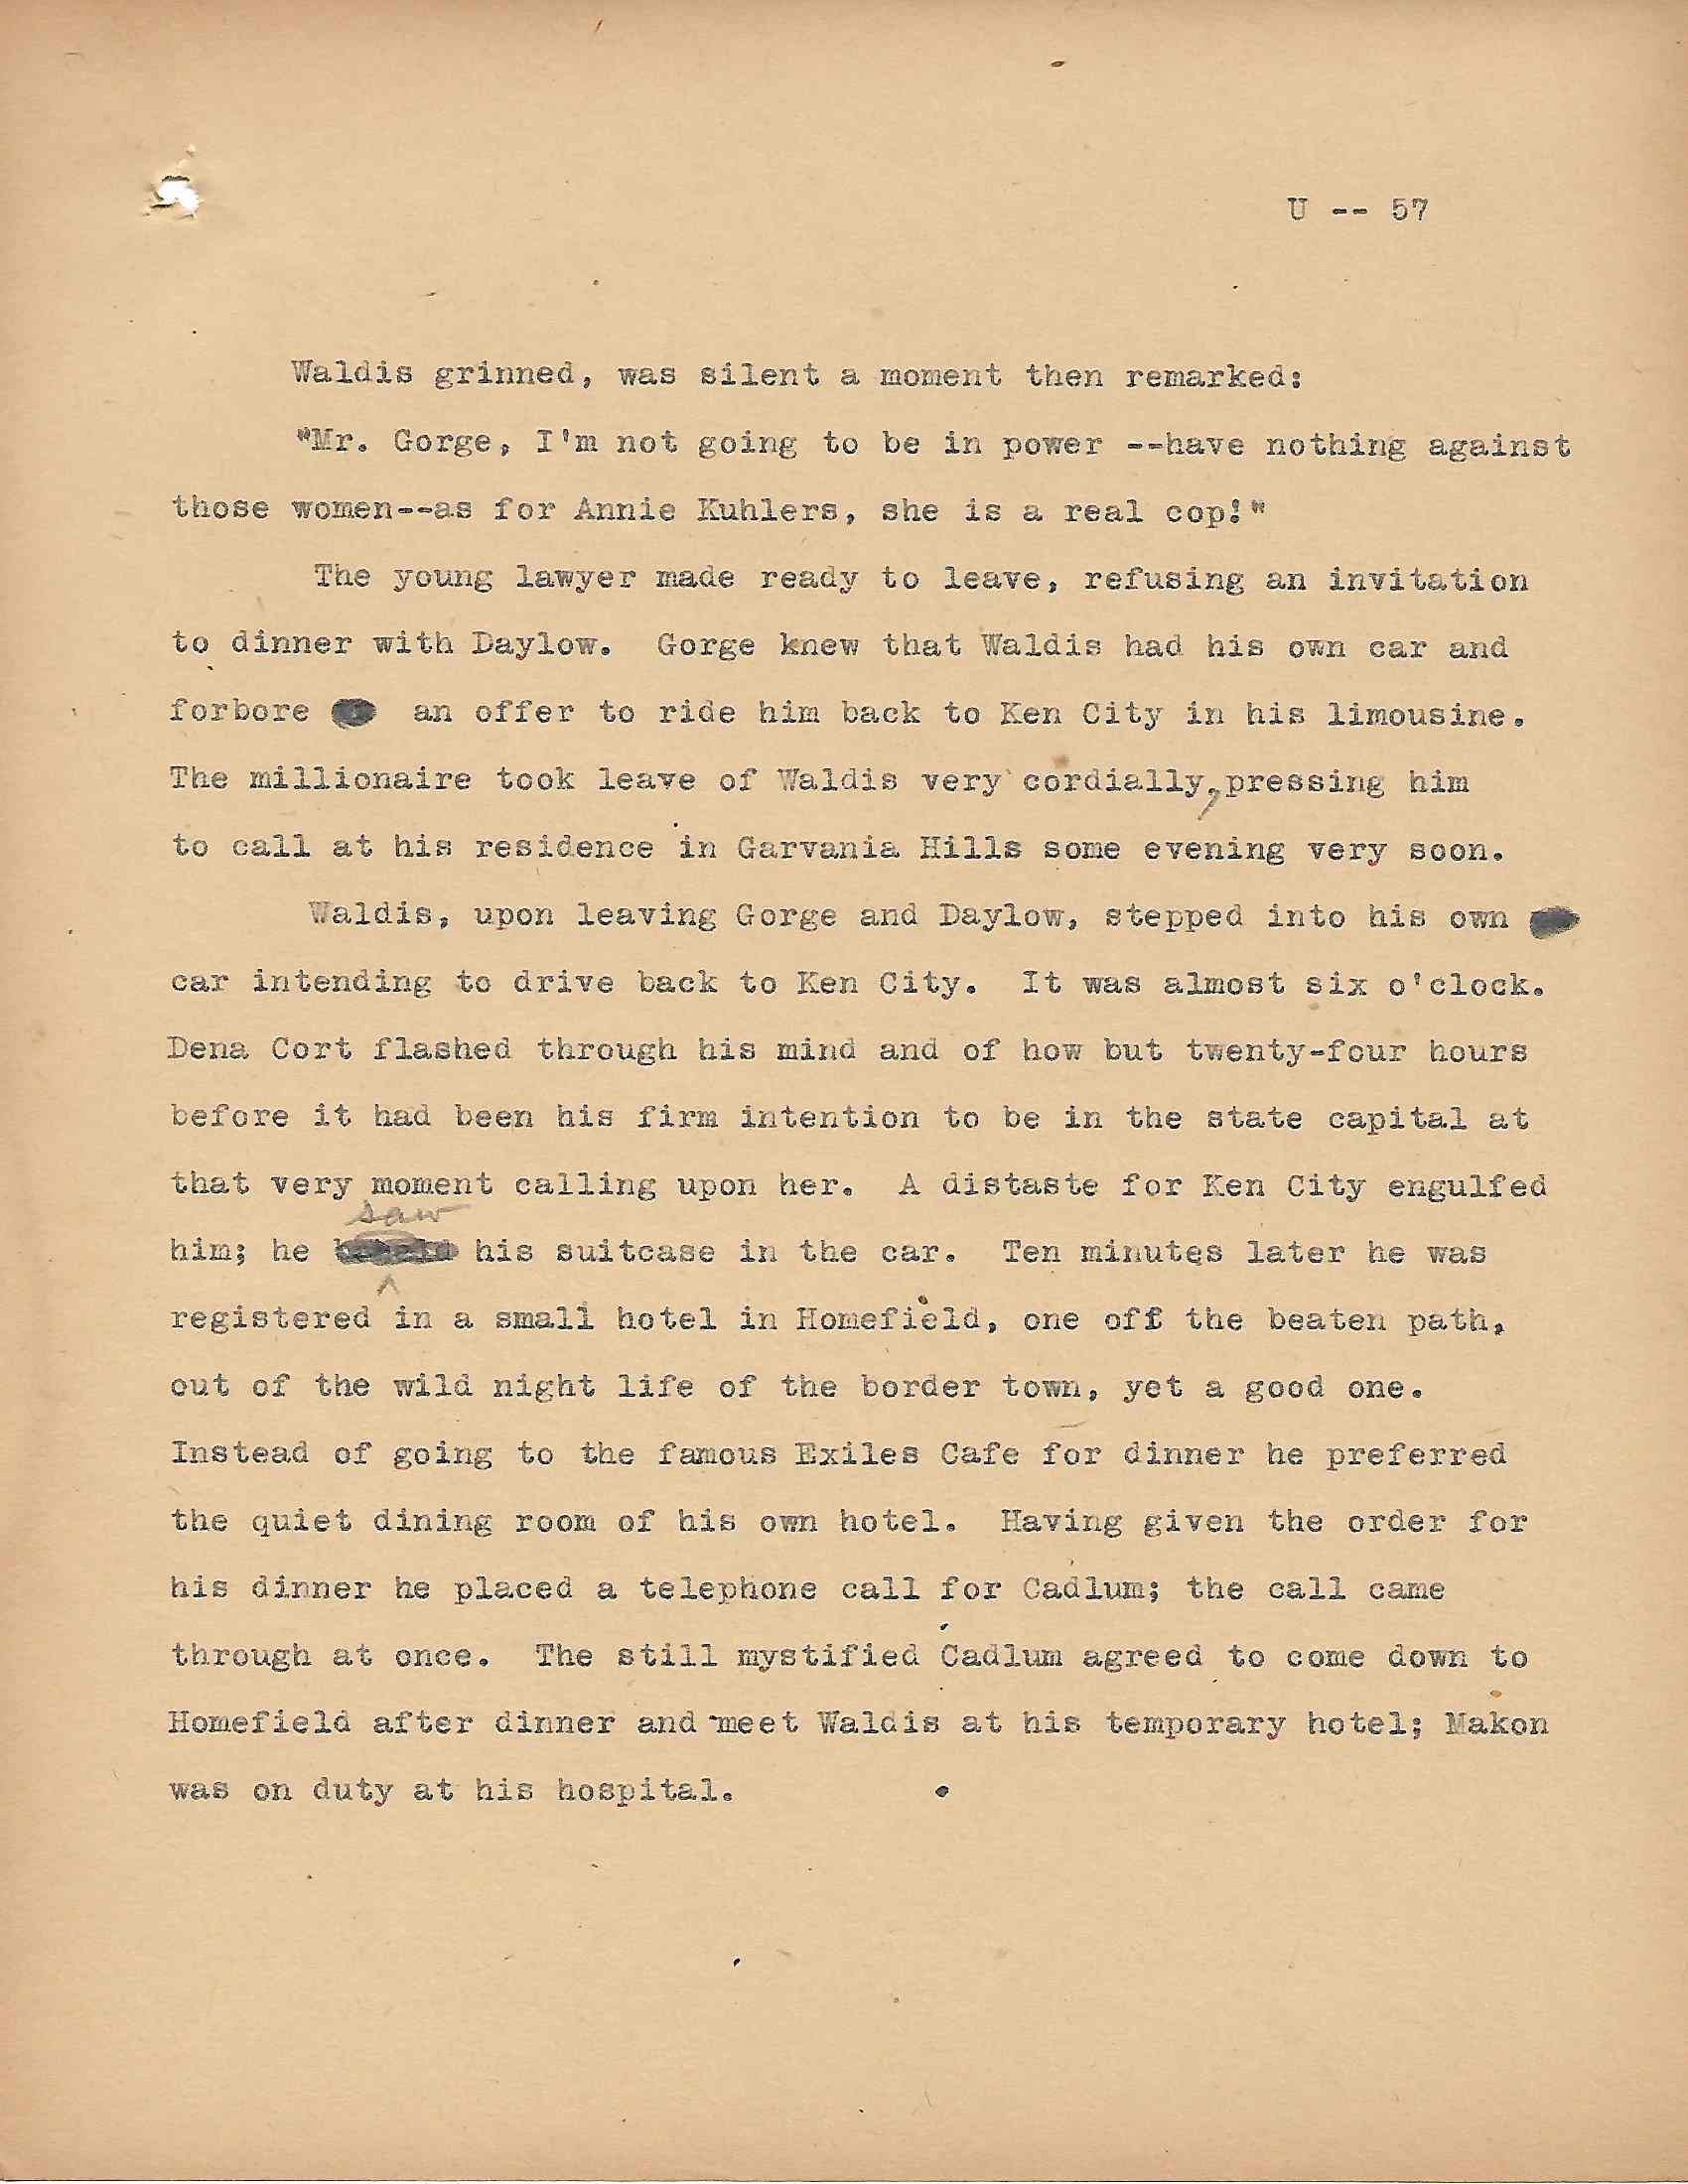 U -- 57
Waldis grinned, was silent a moment then remarked:
"Mr. Gorge, I'm not going to be in power --have nothing against
those women--as for Annie Kuhlers, she is a real cop!"
The young lawyer made ready to leave, refusing an invitation
to dinner with Daylow.  Gorge knew that Waldis had his own car and
forbore an offer to ride him back to Ken City in his limousine.
The millionaire took leave of Waldis very cordially, pressing him
to call at his residence in Garvania Hills some evening very soon.
Waldis, upon leaving Gorge and Daylow, stepped into his own
car intending to drive back to Ken City.  It was almost six o'clock.
Dena Cort flashed through his mind and of how but twenty-four hours
before it had been his firm intention to be in the state capital at
that very moment calling upon her.  A distaste for Ken City engulfed
saw
him; he his suitcase in the car.  Ten minutes later he was
registered in a small hotel in Homefield, one off the beaten path,
out of the wild night life of the border town, yet a good one.
Instead of going to the famous Exiles Cafe for dinner he preferred
the quiet dining room of his own hotel.  Having given the order for
his dinner he placed a telephone call for Cadlum; the call came
through at once.  The still mystified Cadlum agreed to come down to
Homefield after dinner and meet Waldis at his temporary hotel; Makon
was on duty at his hospital.